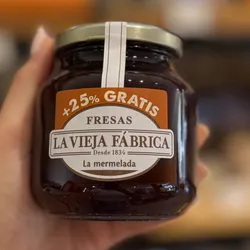 +25% GRATIS
FRESAS
LA VIEJA FÁBRICA
Desde 1834
La mermelada